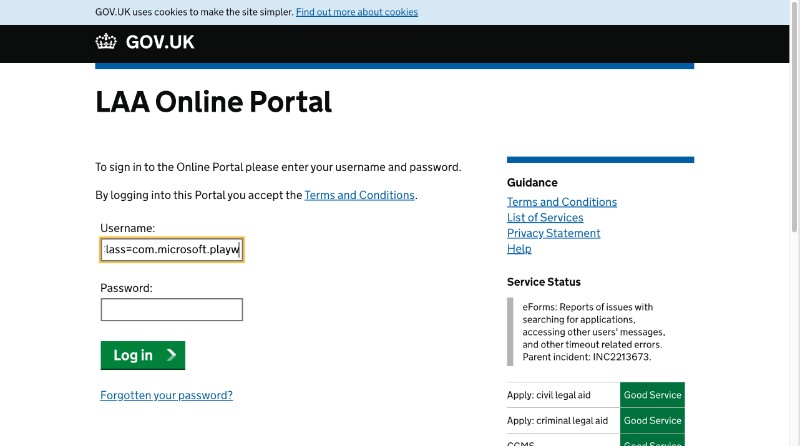 GOV.UK uses cookies to make the site simpler. Find out more about cookies
GOV.UK
LAA Online Portal
To sign in to the Online Portal please enter your username and password.
By logging into this Portal you accept the Terms and Conditions.
Username:
lass=com.microsoft.playw
Password:
Log in
Forgotten your password?
Guidance
Terms and Conditions
List of Services
Privacy Statement
Help
Service Status
eForms: Reports of issues with
searching for applications,
accessing other users' messages,
and other timeout related errors.
Parent incident: INC2213673.
Apply: civil legal aid Good Service
Apply: criminal legal aid Good Service
CCMS Good Service